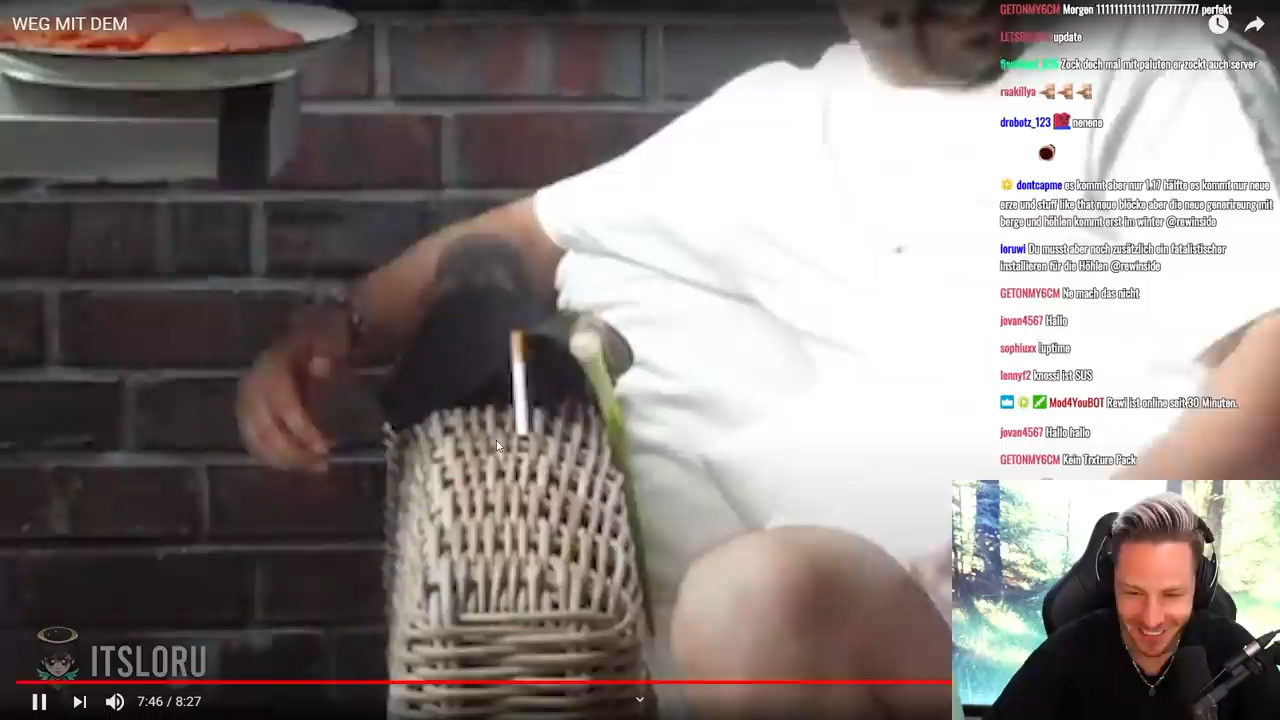 WEG MIT DEM
GETONMY6CM Morgen 1111111111111777777777 perfekt
update
Zock doch mal mit paluten er zockt auch server
ruakillya
drobotz_123 nenene
dontcapme es kommt aber nur 1.17 hälfte es kommt nur neue
erze und stuff like that neue blöcke aber die neue generireung mit
berge und höhlen kommt erst im winter @rewinside
loruwi Du musst aber noch zusätzlich ein fatalistischer
installieren für die Höhlen @rewinside
GETONMY6CM Ne mach das nicht
jovan4567 Hallo
sophiuxx !uptime
lennyf2 knossi ist SUS
Mod4YouBOT Rewi ist online seit 30 Minuten.
jovan4567 Hallo hallo
GETONMY6CM Kein Trxture Pack
ITSLORU
7:46 / 8:27